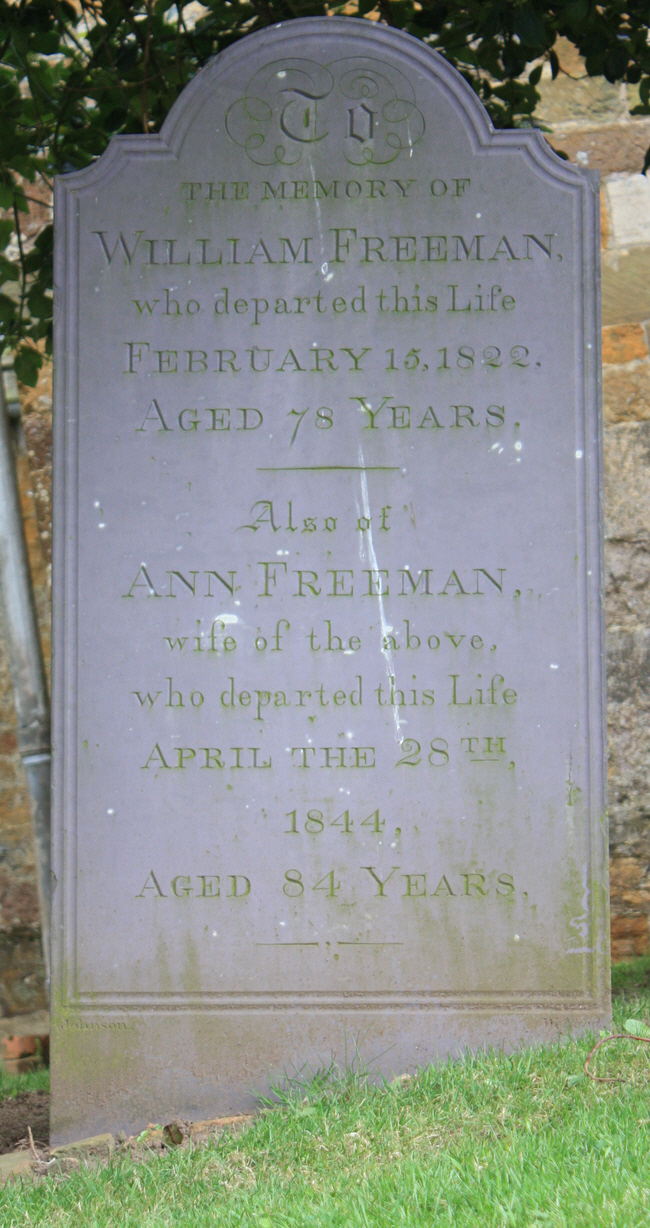 To
THE MEMORY OF
WILLIAM FREEMAN,
who departed this Life
FEBRUARY 15, 1822.
AGED 78 YEARS.
Also of
ANN FREEMAN,
wife of the above,
who departed this Life
APRIL THE 28TH,
1844,
AGED 84 YEARS.
Johnson